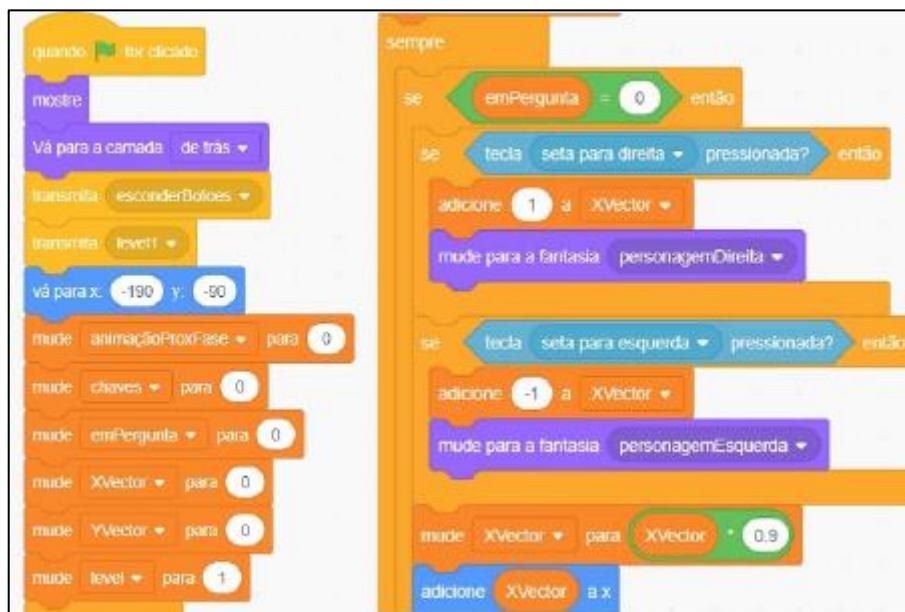 quando for clicado
mostre
Vá para a camada de trás
transmita esconderBotoes
transmita level1
vá para x: -190 y: -90
mude animaçãoProxFase para 0
mude chaves para 0
mude emPergunta para 0
mude XVector para 0
mude YVector para 0
mude level para 1
sempre
se emPergunta = 0 então
se tecla seta para direita pressionada? então
adicione 1 a XVector
mude para a fantasia personagemDireita
se tecla seta para esquerda pressionada? então
adicione -1 a XVector
mude para a fantasia personagemEsquerda
mude XVector para XVector * 0.9
adicione XVector a x